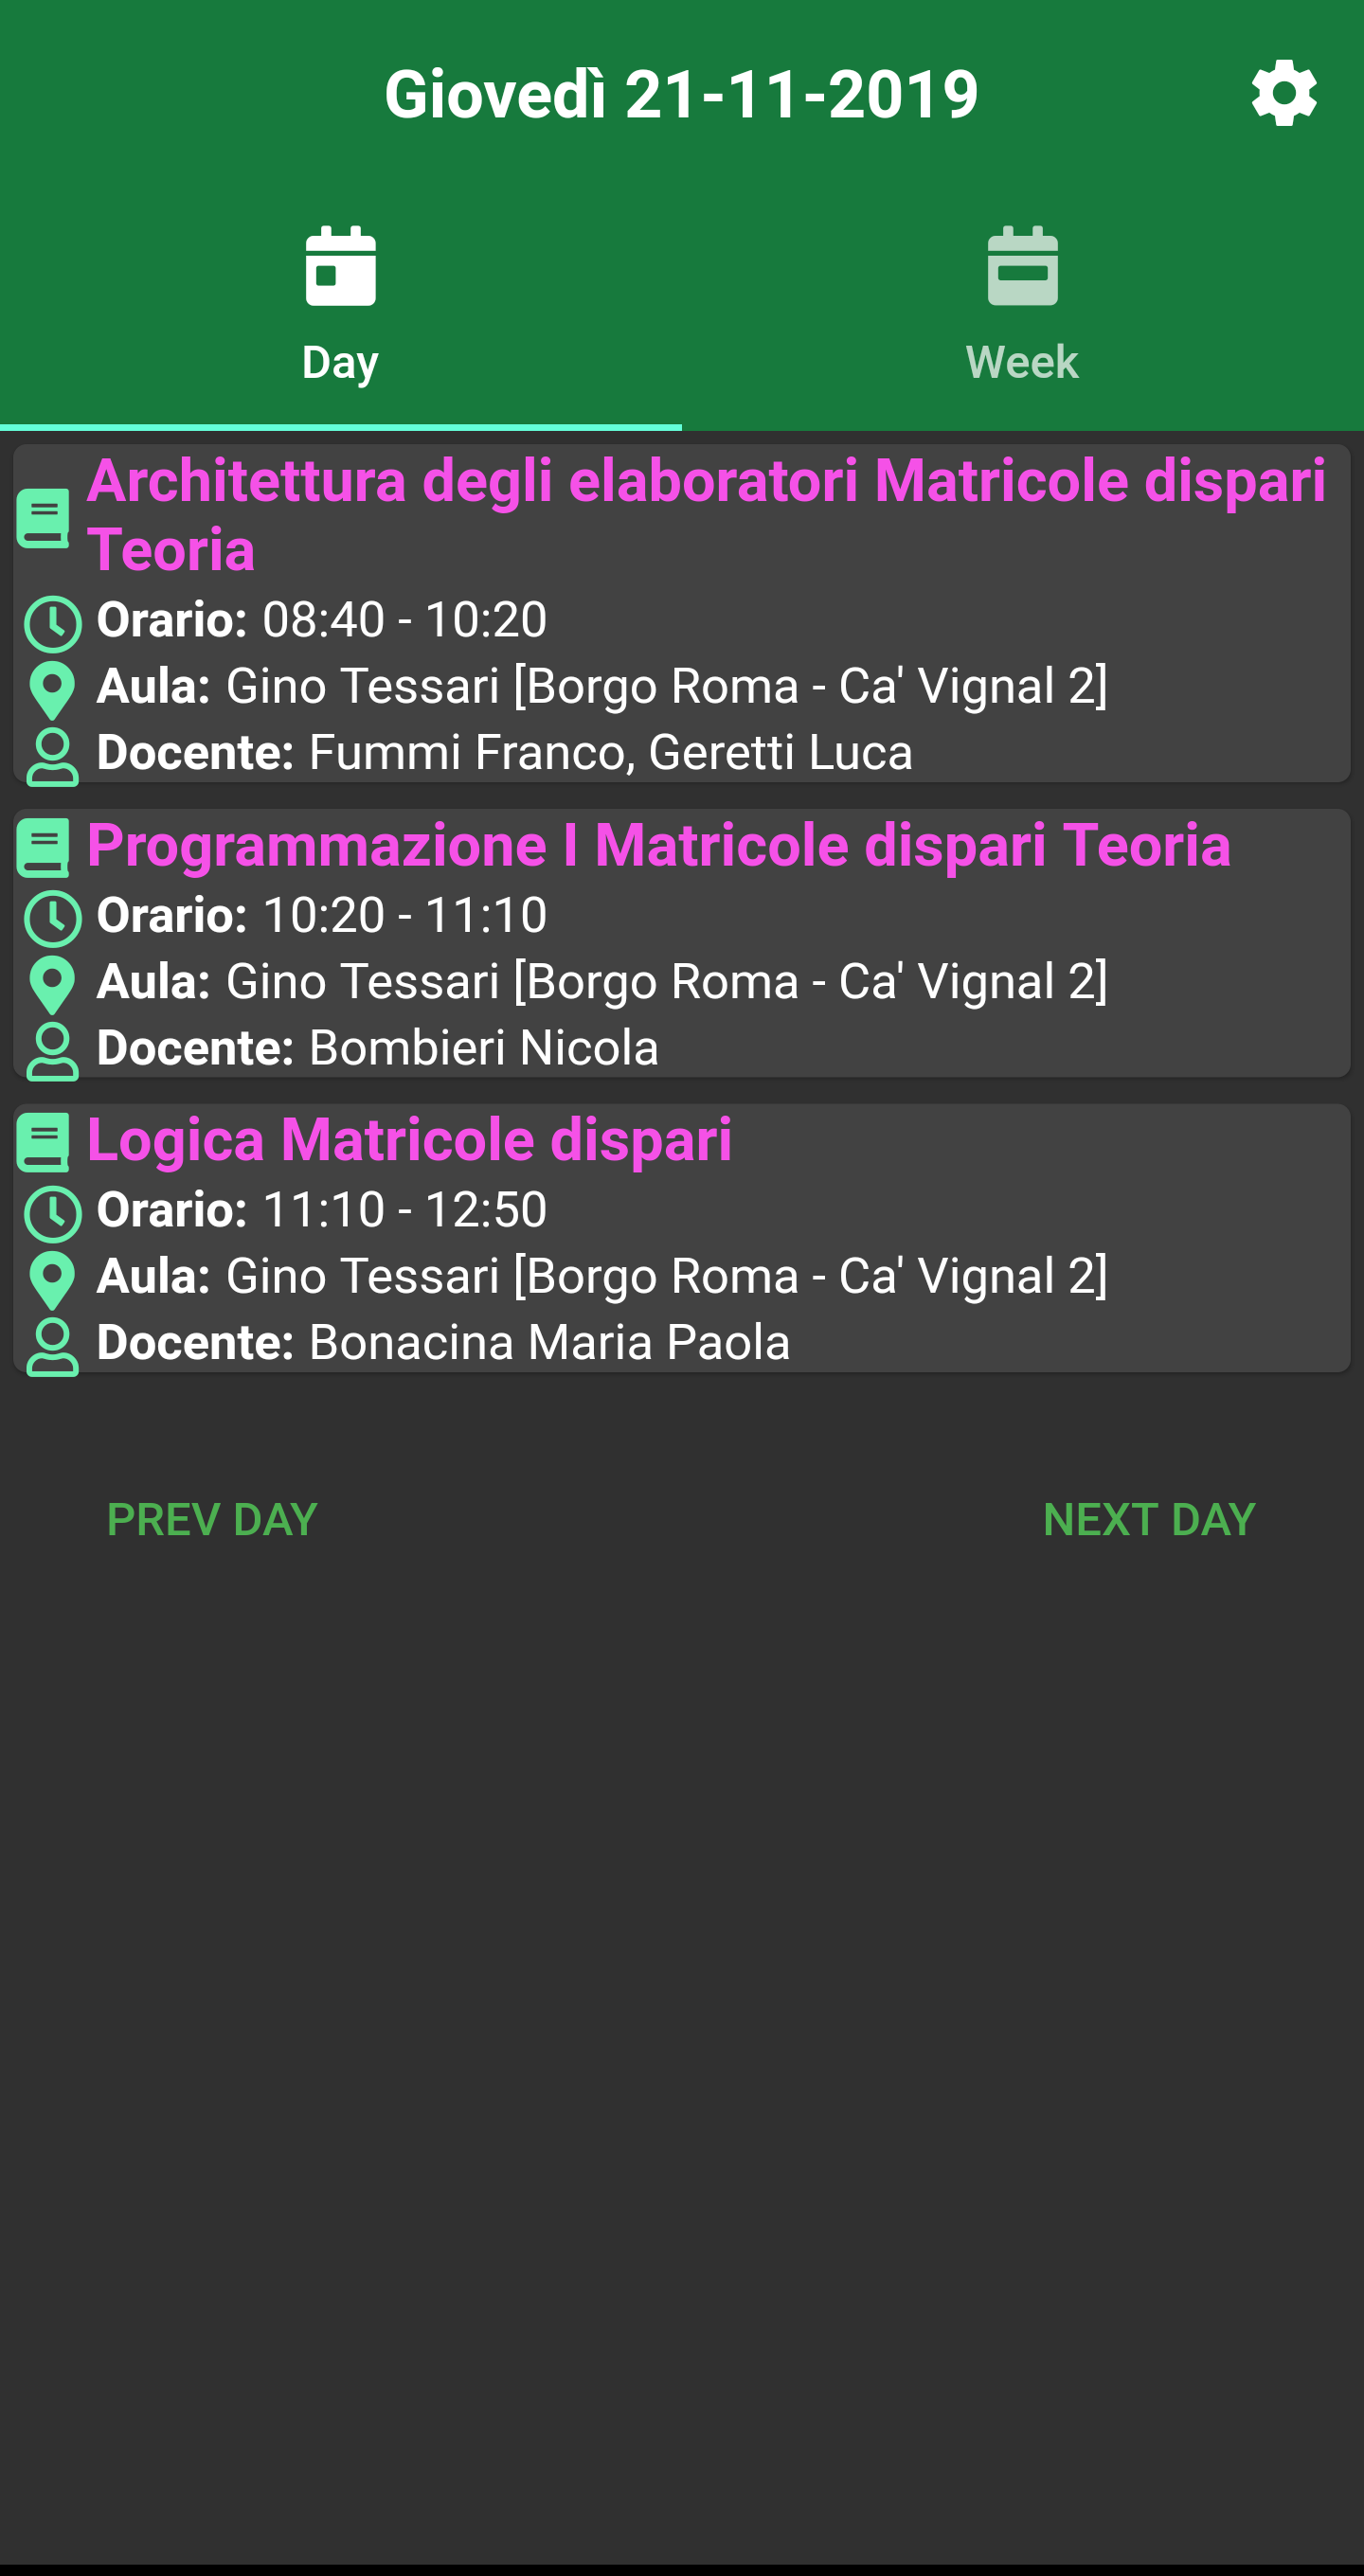 Giovedì 21-11-2019
Day
Week
Architettura degli elaboratori Matricole dispari
Teoria
Orario: 08:40 - 10:20
Aula: Gino Tessari [Borgo Roma - Ca' Vignal 2]
Docente: Fummi Franco, Geretti Luca
Programmazione I Matricole dispari Teoria
Orario: 10:20 - 11:10
Aula: Gino Tessari [Borgo Roma - Ca' Vignal 2]
Docente: Bombieri Nicola
Logica Matricole dispari
Orario: 11:10 - 12:50
Aula: Gino Tessari [Borgo Roma - Ca' Vignal 2]
Docente: Bonacina Maria Paola
PREV DAY
NEXT DAY